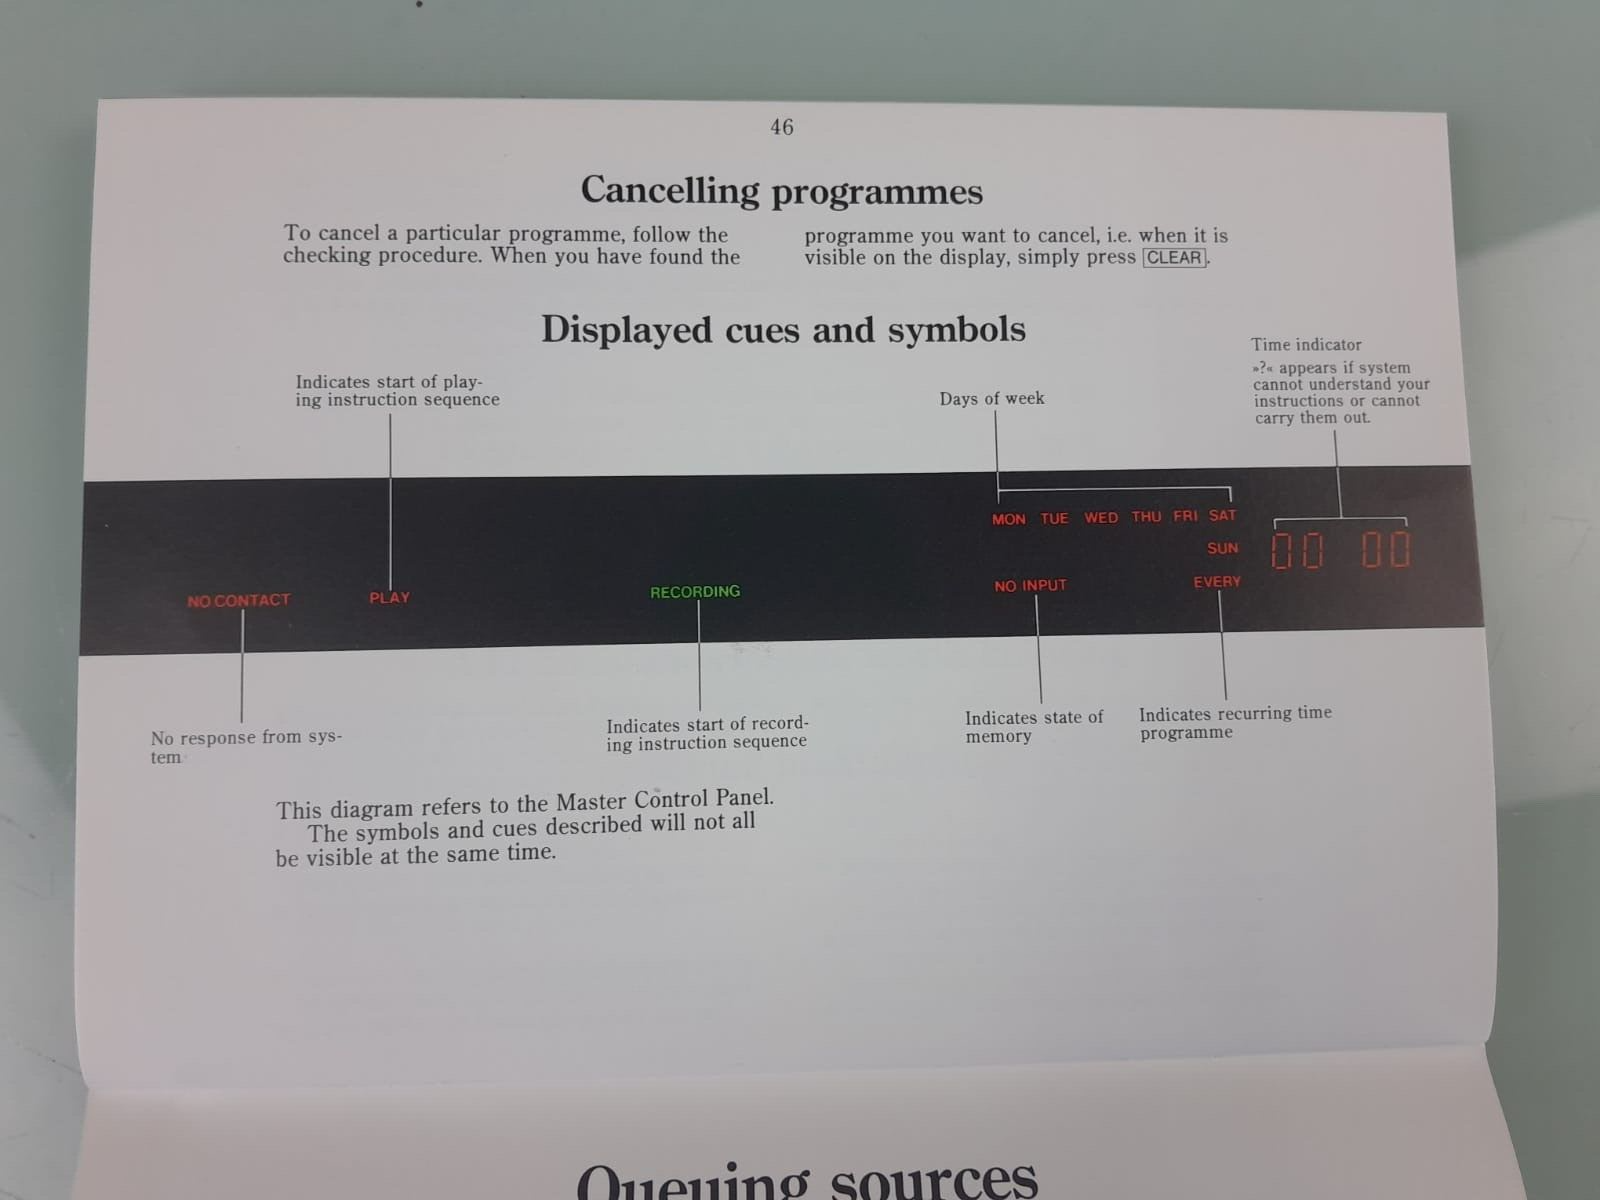 46
Cancelling programmes
To cancel a particular programme, follow the
checking procedure. When you have found the
programme you want to cancel, i.e. when it is
visible on the display, simply press CLEAR.
Displayed cues and symbols
Indicates start of play-
ing instruction sequence
Days of week
Time indicator
»?« appears if system
cannot understand your
instructions or cannot
carry them out.
MON TUE WED THU FRI SAT
SUN
00 00
NO CONTACT
PLAY
RECORDING
NO INPUT
EVERY
No response from sys-
tem
Indicates start of record-
ing instruction sequence
Indicates state of
memory
Indicates recurring time
programme
This diagram refers to the Master Control Panel.
The symbols and cues described will not all
be visible at the same time.
Queuing sources